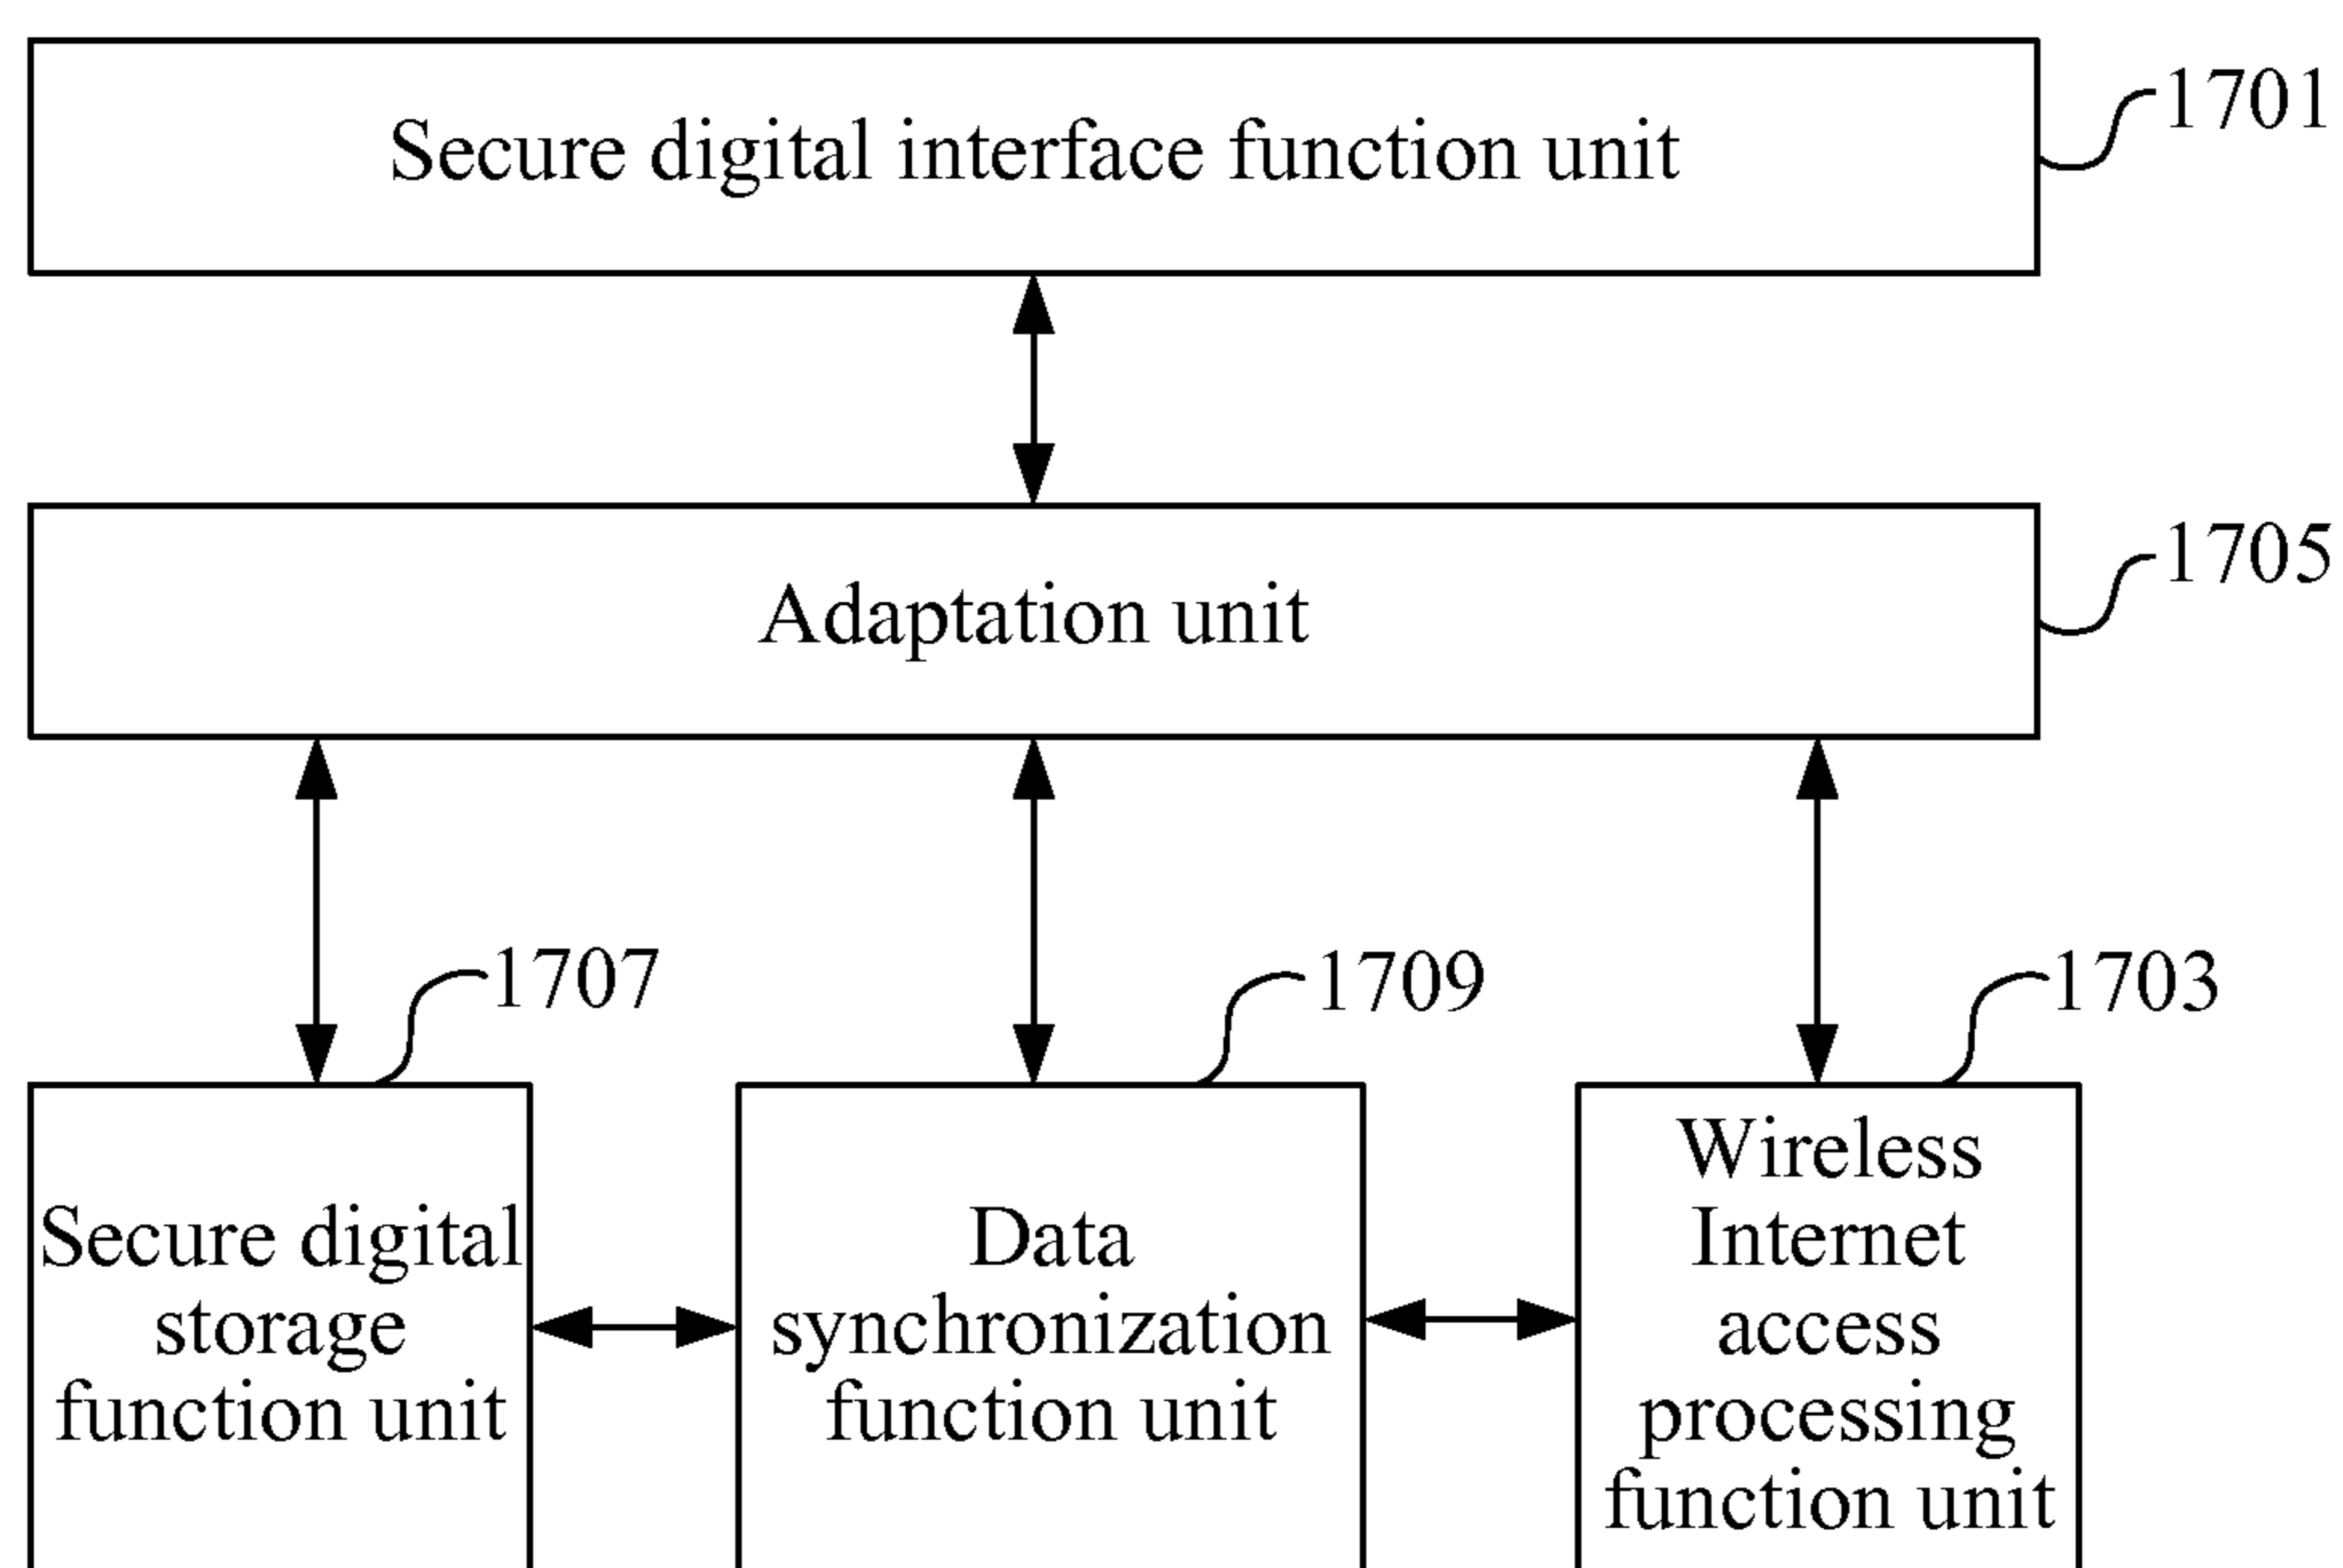 Secure digital interface function unit
1701
Adaptation unit
1705
1707
1709
1703
Secure digital
storage
function unit
Data
synchronization
function unit
Wireless
Internet
access
processing
function unit